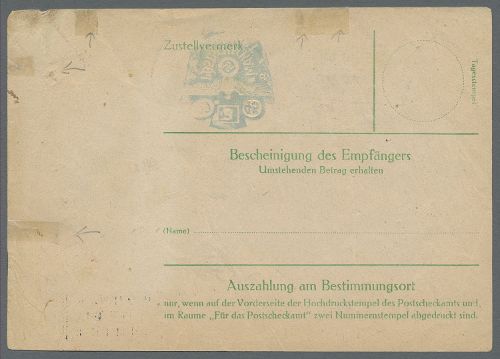 Zustellvermerk
Tagesstempel
Bescheinigung des Empfängers
Umstehenden Betrag erhalten
(Name)
Auszahlung am Bestimmungsort
nur, wenn auf der Vorderseite der Hochdruckstempel des Postscheckamts und
im Raume „Für das Postscheckamt" zwei Nummernstempel abgedruckt sind.